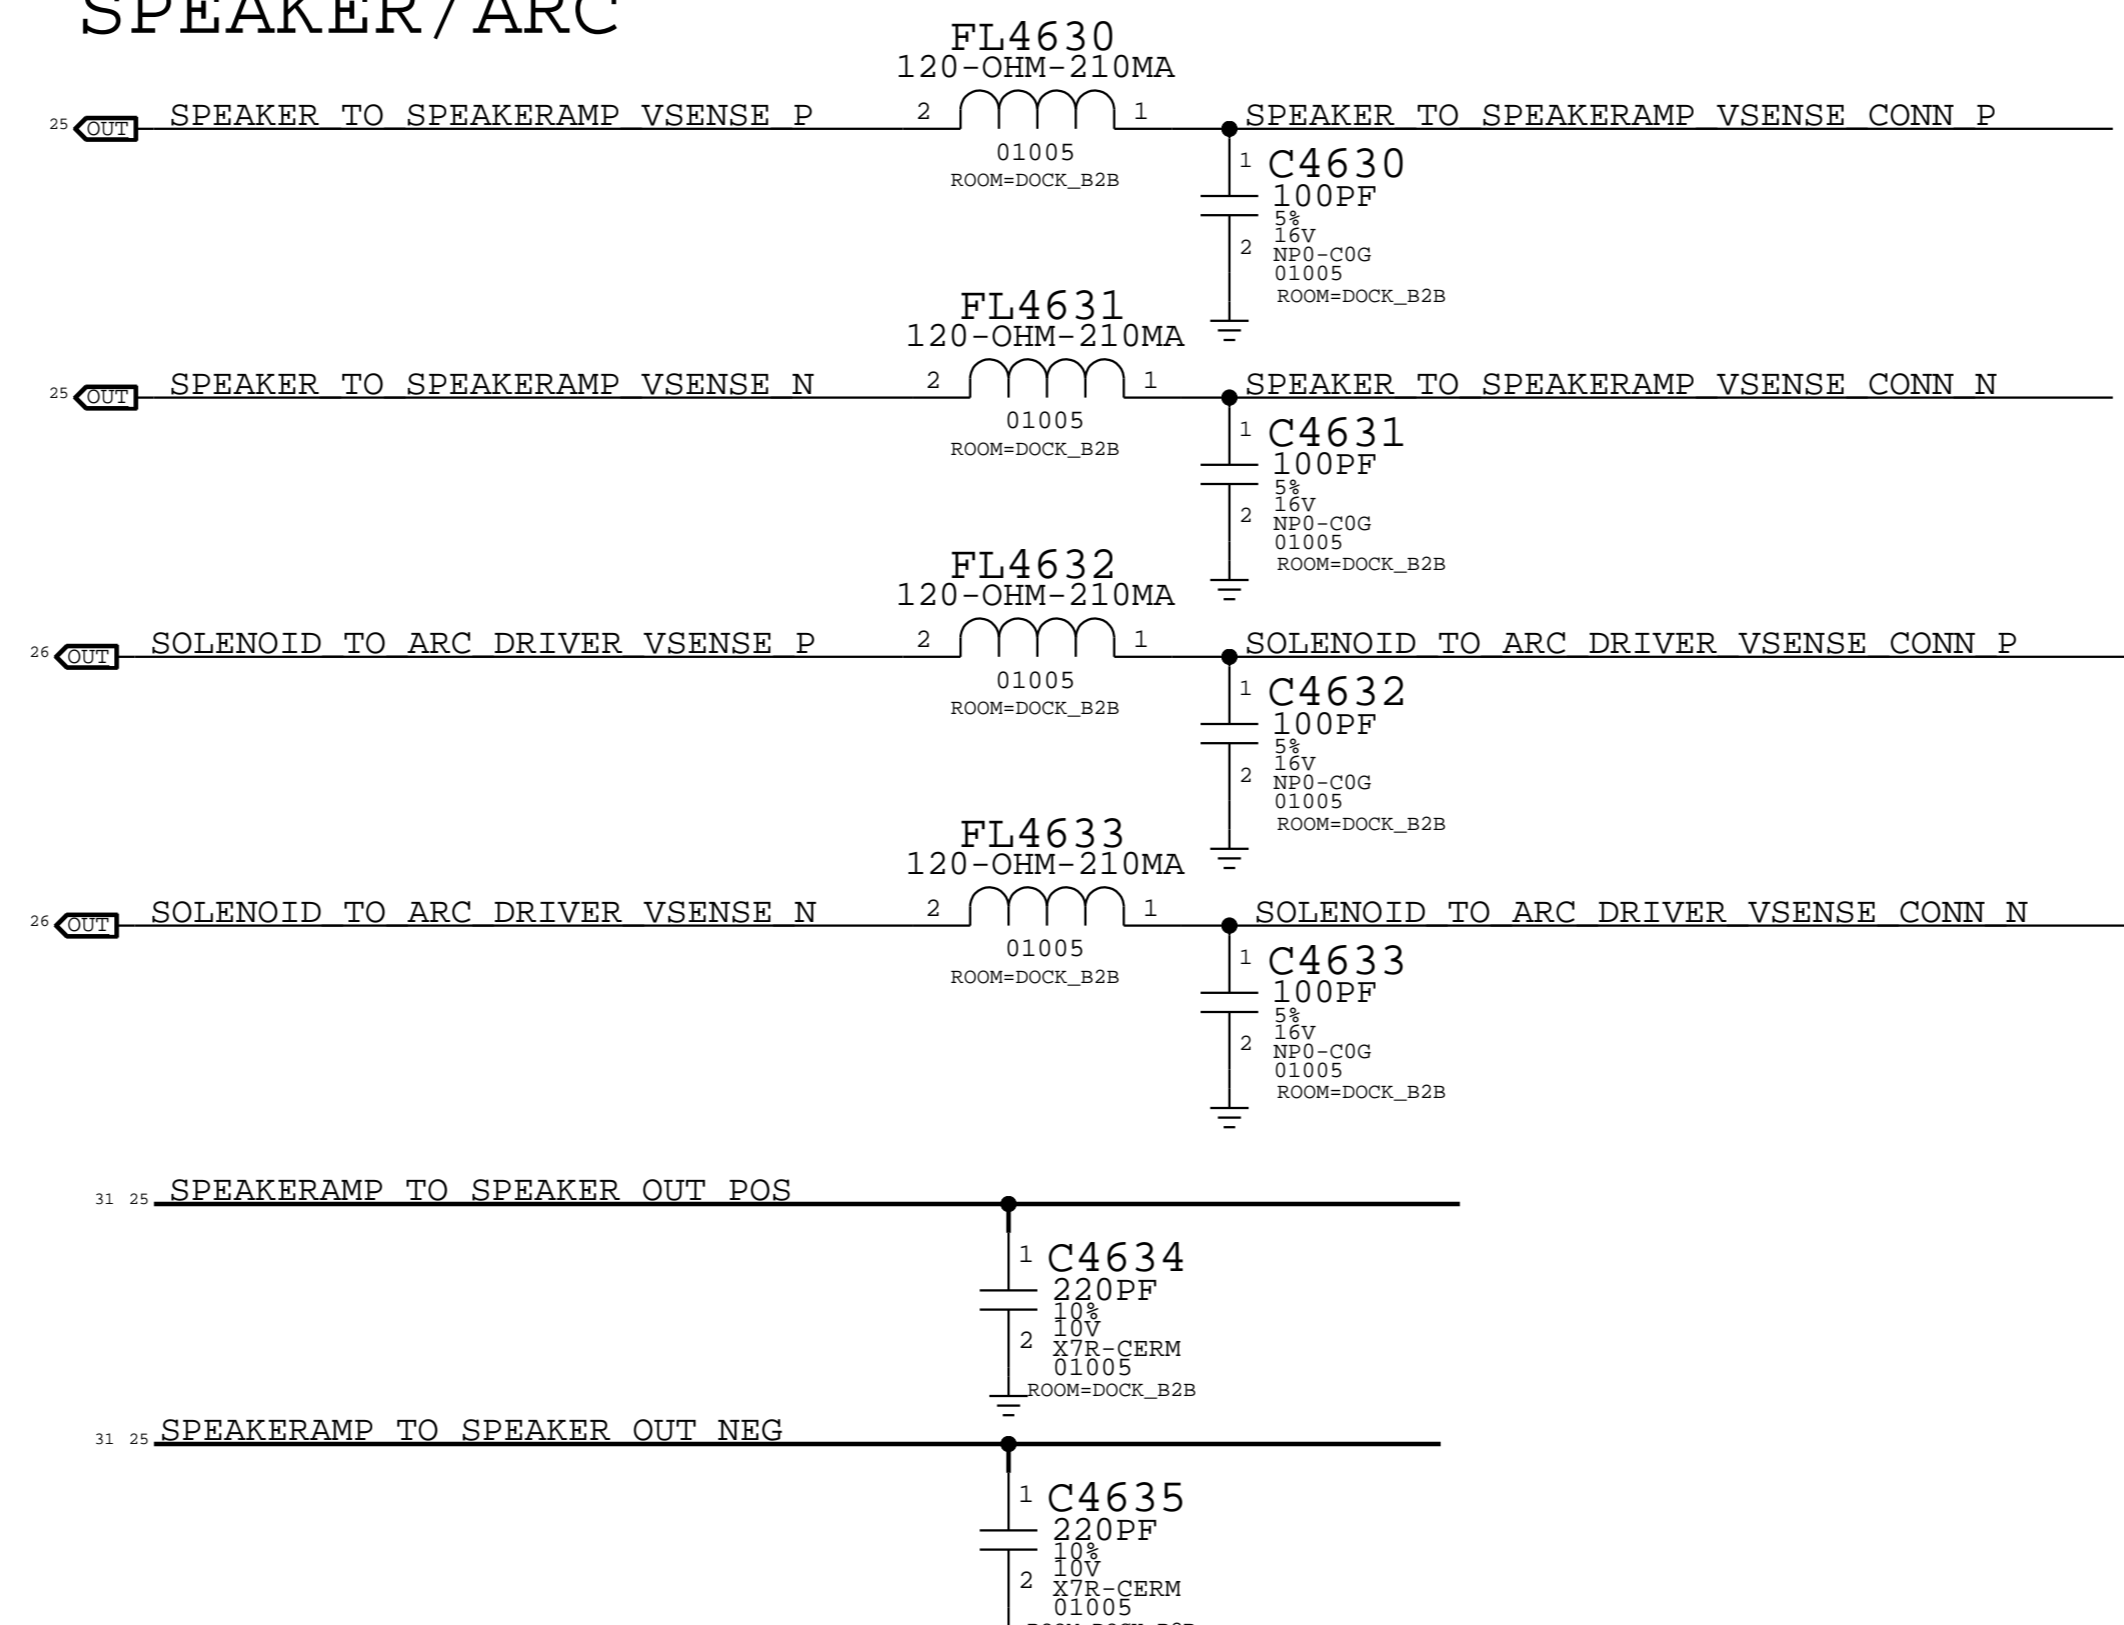 SPEAKER/ARC
FL4630
120-OHM-210MA
25 OUT SPEAKER_TO_SPEAKERAMP_VSENSE_P 2 1 SPEAKER_TO_SPEAKERAMP_VSENSE_CONN_P
01005
ROOM=DOCK_B2B
1 C4630
100PF
5%
16V
2 NP0-C0G
01005
ROOM=DOCK_B2B
FL4631
120-OHM-210MA
25 OUT SPEAKER_TO_SPEAKERAMP_VSENSE_N 2 1 SPEAKER_TO_SPEAKERAMP_VSENSE_CONN_N
01005
ROOM=DOCK_B2B
1 C4631
100PF
5%
16V
2 NP0-C0G
01005
ROOM=DOCK_B2B
FL4632
120-OHM-210MA
26 OUT SOLENOID_TO_ARC_DRIVER_VSENSE_P 2 1 SOLENOID_TO_ARC_DRIVER_VSENSE_CONN_P
01005
ROOM=DOCK_B2B
1 C4632
100PF
5%
16V
2 NP0-C0G
01005
ROOM=DOCK_B2B
FL4633
120-OHM-210MA
26 OUT SOLENOID_TO_ARC_DRIVER_VSENSE_N 2 1 SOLENOID_TO_ARC_DRIVER_VSENSE_CONN_N
01005
ROOM=DOCK_B2B
1 C4633
100PF
5%
16V
2 NP0-C0G
01005
ROOM=DOCK_B2B
31 25 SPEAKERAMP_TO_SPEAKER_OUT_POS
1 C4634
220PF
10%
10V
2 X7R-CERM
01005
ROOM=DOCK_B2B
31 25 SPEAKERAMP_TO_SPEAKER_OUT_NEG
1 C4635
220PF
10%
10V
2 X7R-CERM
01005